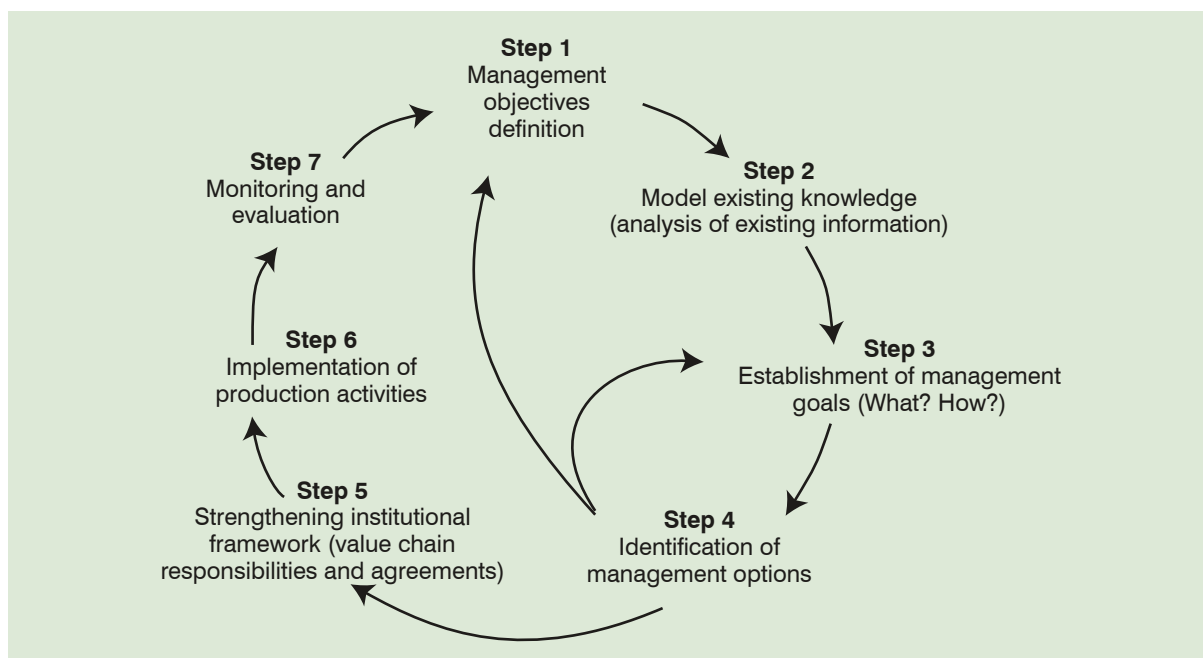 Step 1
Management
objectives
definition
Step 2
Model existing knowledge
(analysis of existing information)
Step 3
Establishment of management
goals (What? How?)
Step 4
Identification of
management options
Step 5
Strengthening institutional
framework (value chain
responsibilities and agreements)
Step 6
Implementation of
production activities
Step 7
Monitoring and
evaluation